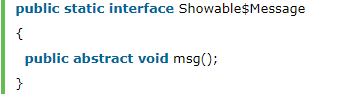 public static interface Showable$Message
{
public abstract void msg();
}